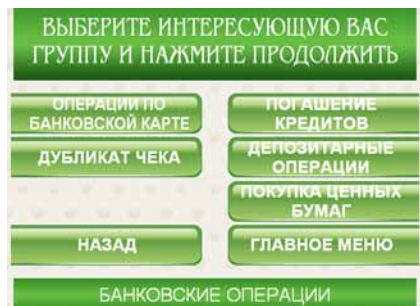 ВЫБЕРИТЕ ИНТЕРЕСУЮЩУЮ ВАС
ГРУППУ И НАЖМИТЕ ПРОДОЛЖИТЬ
ОПЕРАЦИИ ПО
БАНКОВСКОЙ КАРТЕ
ПОГАШЕНИЕ
КРЕДИТОВ
ДУБЛИКАТ ЧЕКА
ДЕПОЗИТАРНЫЕ
ОПЕРАЦИИ
ПОКУПКА ЦЕННЫХ
БУМАГ
НАЗАД
ГЛАВНОЕ МЕНЮ
БАНКОВСКИЕ ОПЕРАЦИИ